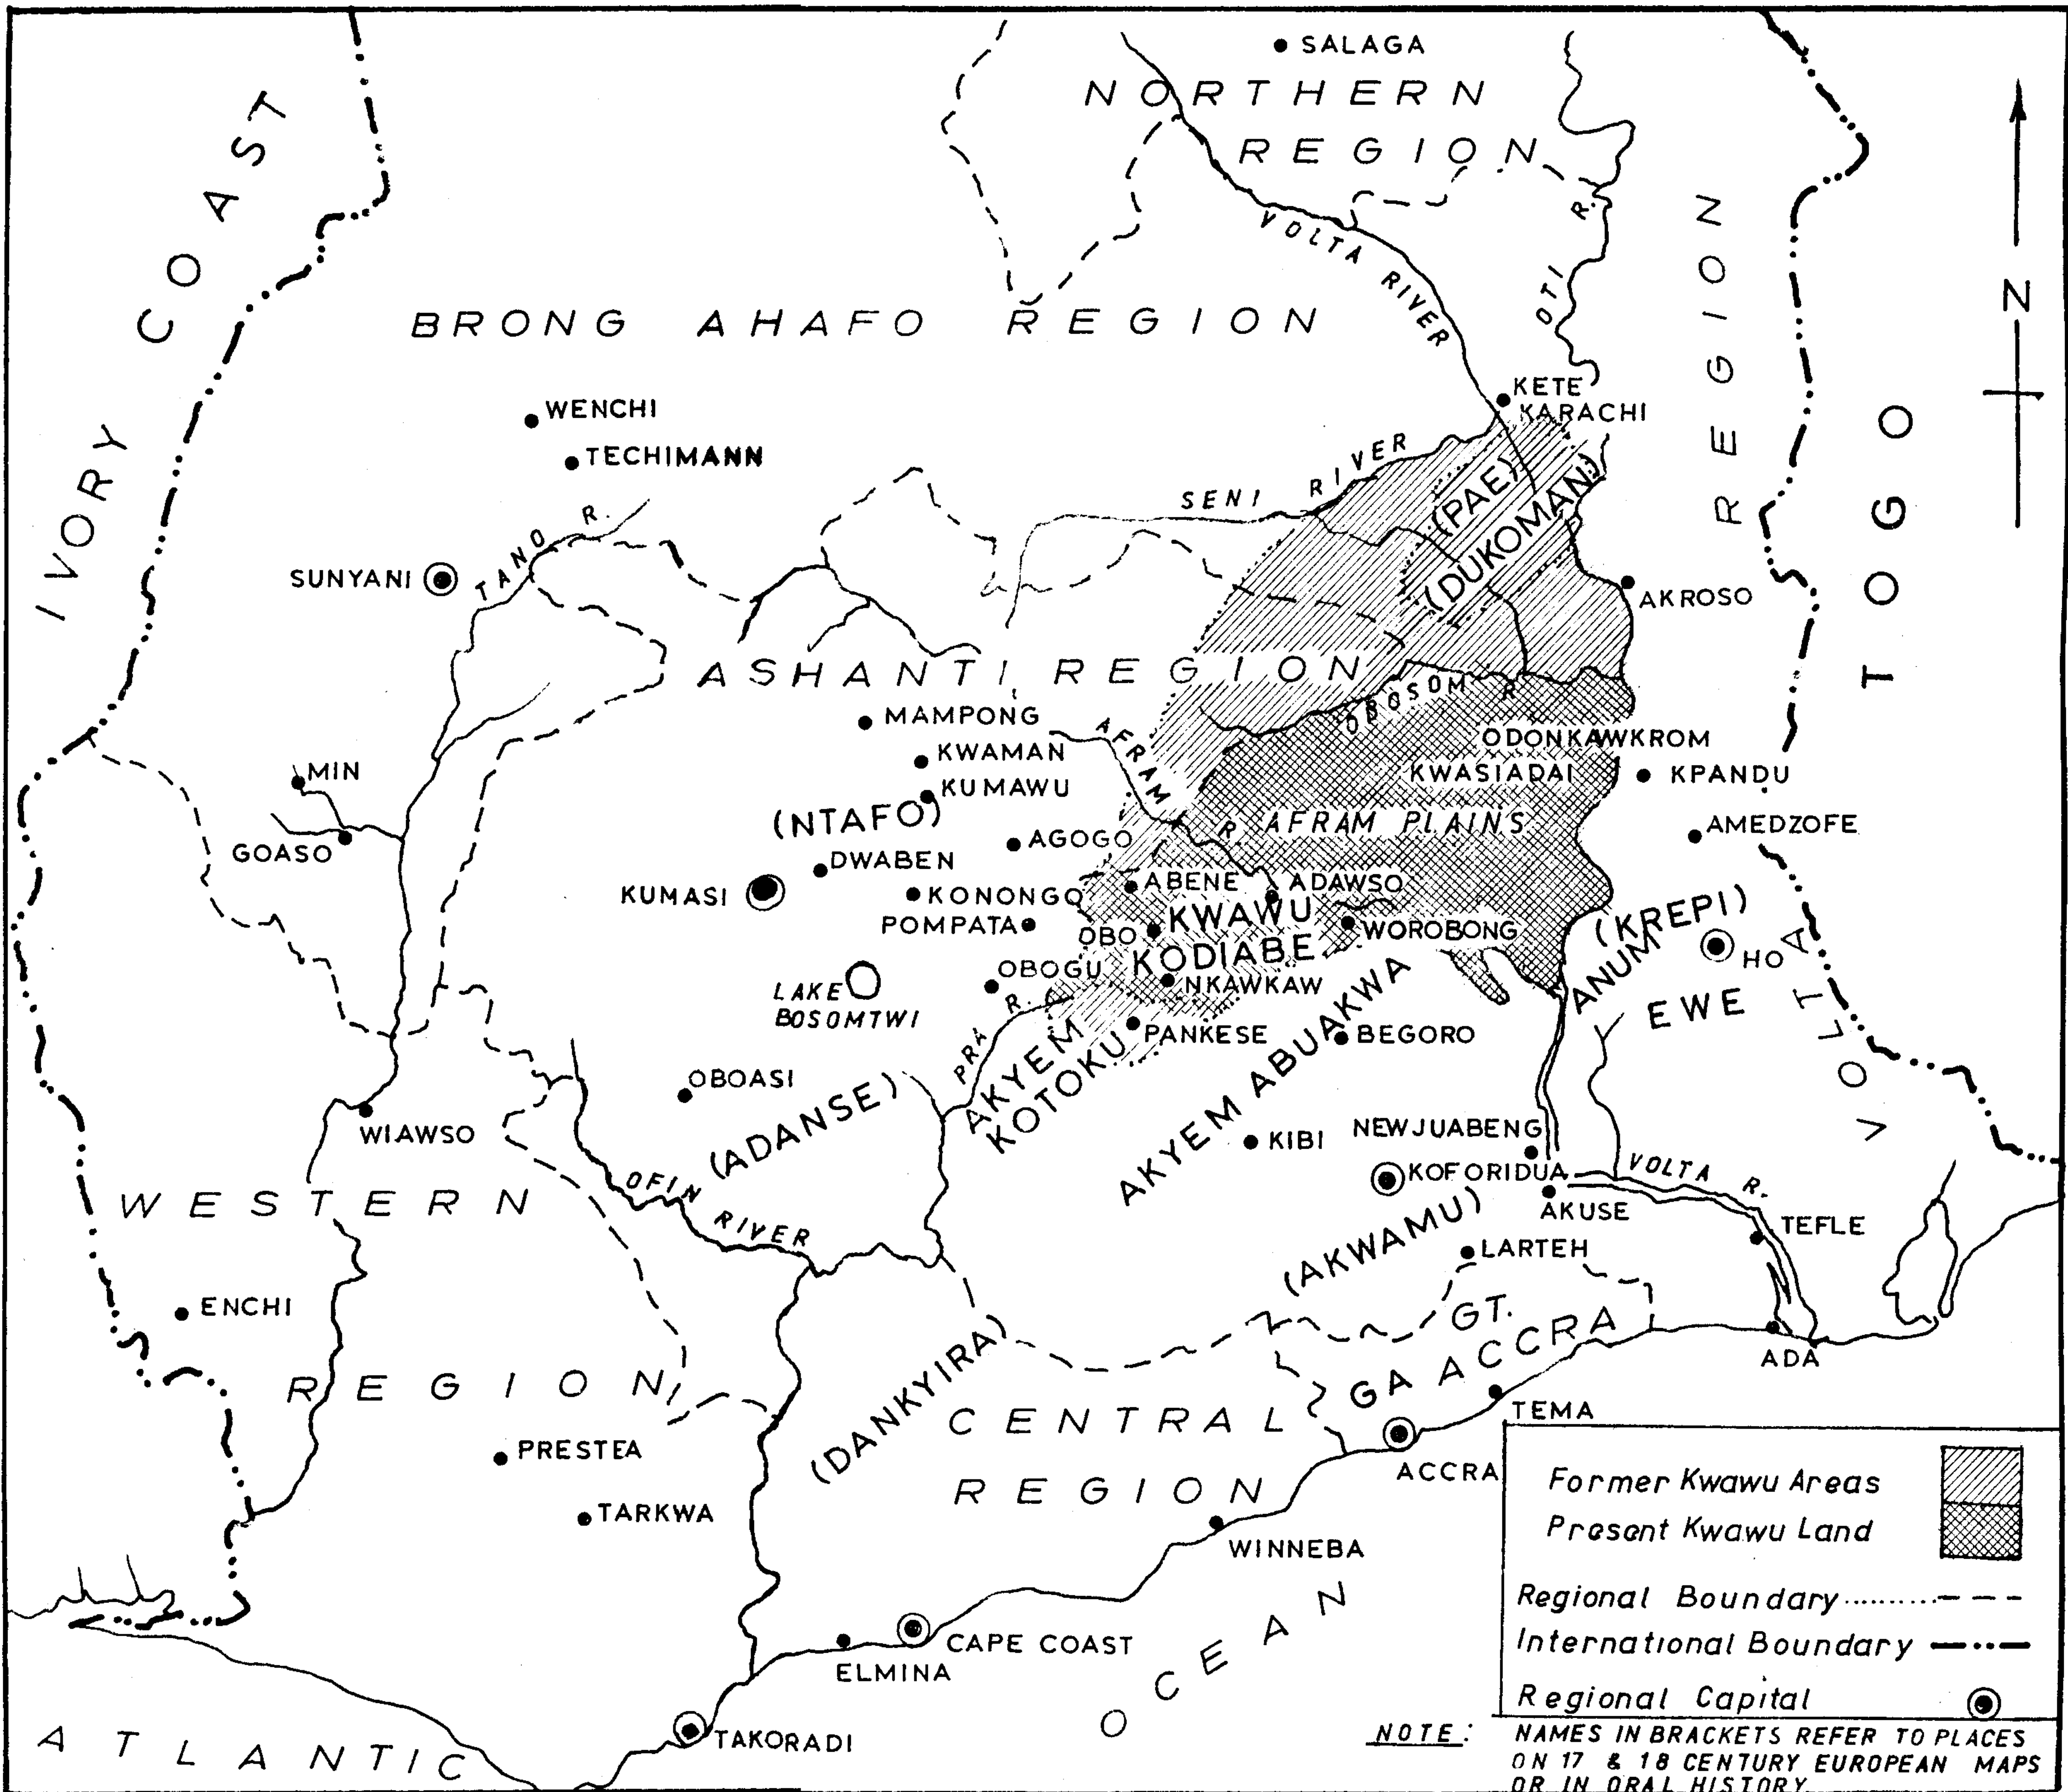 SALAGA
NORTHERN
REGION
VOLTA RIVER
OTI R.
REGION
IVORY COAST
TOGO
N
BRONG AHAFO REGION
WENCHI
TECHIMANN
KETE
KARACHI
SENI RIVER
(PAE)
(DUKOMAN)
TANO R.
SUNYANI
AKROSO
ASHANTI REGION
OBOSOM R
MAMPONG
AFRAM R.
KWAMAN
KUMAWU
ODONKAWKROM
KWASIADAI
KPANDU
MIN
GOASO
(NTAFO)
AFRAM PLAINS
AMEDZOFE
AGOGO
DWABEN
KUMASI
KONONGO
ABENE
ADAWSO
POMPATA
OBO
KWAWU
KODIABE
WOROBONG
(KREPI)
ANUM
HO
EWE
VOLTA
OBOGU
NKAWKAW
LAKE
BOSOMTWI
PRA R.
AKYEM
KOTOKU
PANKESE
AKYEM ABUAKWA
BEGORO
OBOASI
(ADANSE)
WIAWSO
KIBI
NEWJUABENG
KOFORIDUA
VOLTA R.
AKUSE
TEFLE
WESTERN
REGION
OFIN RIVER
(AKWAMU)
LARTEH
GT.
GA ACCRA
ADA
ENCHI
(DANKYIRA)
CENTRAL
REGION
TEMA
ACCRA
PRESTEA
TARKWA
WINNEBA
CAPE COAST
ELMINA
TAKORADI
ATLANTIC OCEAN
Former Kwawu Areas
Present Kwawu Land
Regional Boundary
International Boundary
Regional Capital
NOTE: NAMES IN BRACKETS REFER TO PLACES
ON 17 & 18 CENTURY EUROPEAN MAPS
OR IN ORAL HISTORY